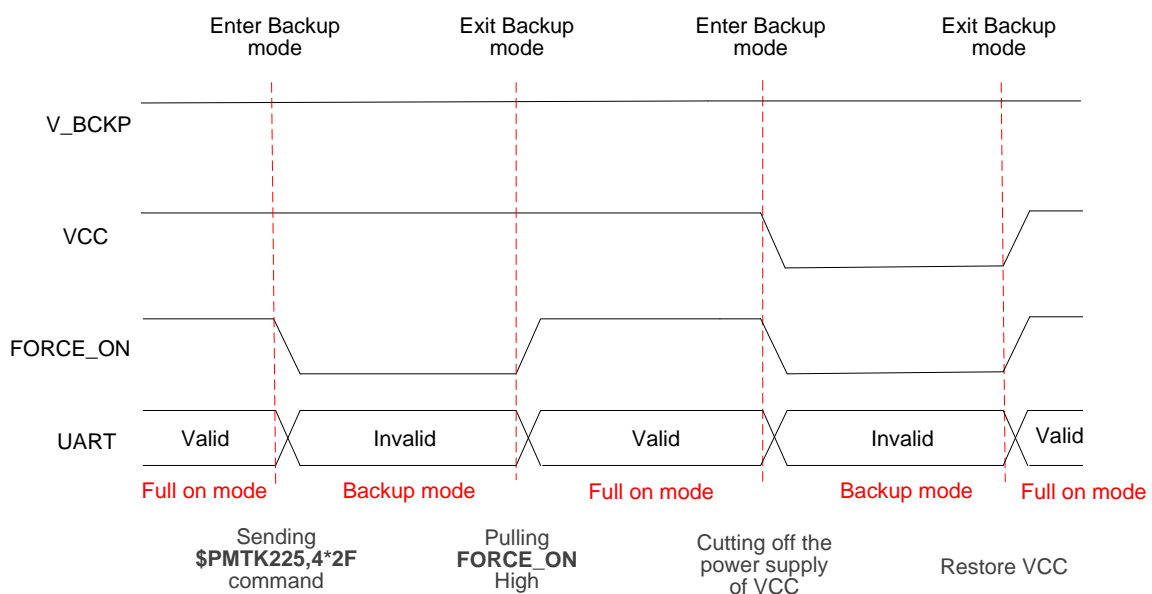 Enter Backup
mode
Exit Backup
mode
Enter Backup
mode
Exit Backup
mode
V_BCKP
VCC
FORCE_ON
UART
Valid
Invalid
Valid
Invalid
Valid
Full on mode
Backup mode
Full on mode
Backup mode
Full on mode
Sending
$PMTK225,4*2F
command
Pulling
FORCE_ON
High
Cutting off the
power supply
of VCC
Restore VCC